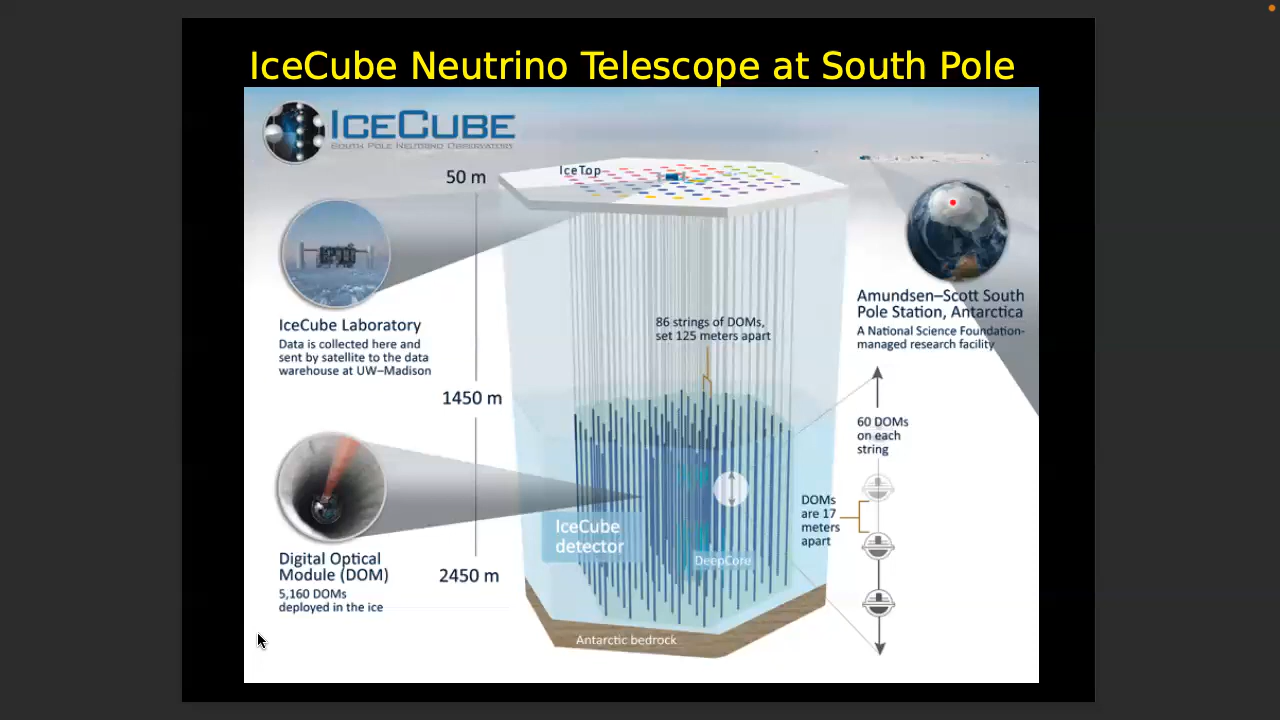 IceCube Neutrino Telescope at South Pole
ICECUBE
SOUTH POLE NEUTRINO OBSERVATORY
IceTop
50 m
IceCube Laboratory
Data is collected here and
sent by satellite to the data
warehouse at UW–Madison
86 strings of DOMs,
set 125 meters apart
Amundsen–Scott South
Pole Station, Antarctica
A National Science Foundation-
managed research facility
1450 m
60 DOMs
on each
string
DOMs
are 17
meters
apart
IceCube
detector
DeepCore
Digital Optical
Module (DOM)
5,160 DOMs
deployed in the ice
2450 m
Antarctic bedrock